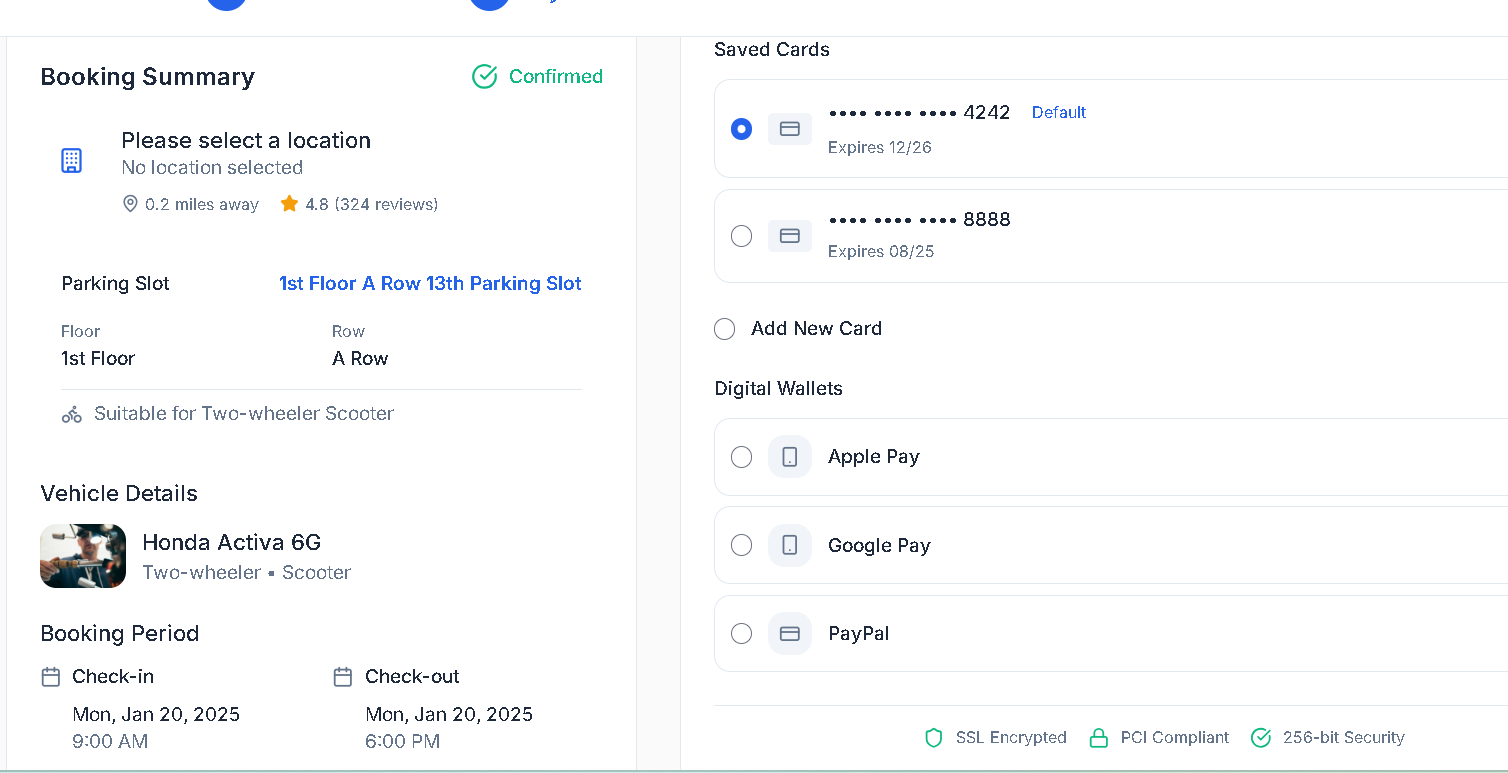 Booking Summary
Confirmed
Please select a location
No location selected
0.2 miles away
4.8 (324 reviews)
Parking Slot
1st Floor A Row 13th Parking Slot
Floor
Row
1st Floor
A Row
Suitable for Two-wheeler Scooter
Vehicle Details
Honda Activa 6G
Two-wheeler • Scooter
Booking Period
Check-in
Check-out
Mon, Jan 20, 2025
Mon, Jan 20, 2025
9:00 AM
6:00 PM
Saved Cards
•••• •••• •••• 4242 Default
Expires 12/26
•••• •••• •••• 8888
Expires 08/25
Add New Card
Digital Wallets
Apple Pay
Google Pay
PayPal
SSL Encrypted
PCI Compliant
256-bit Security